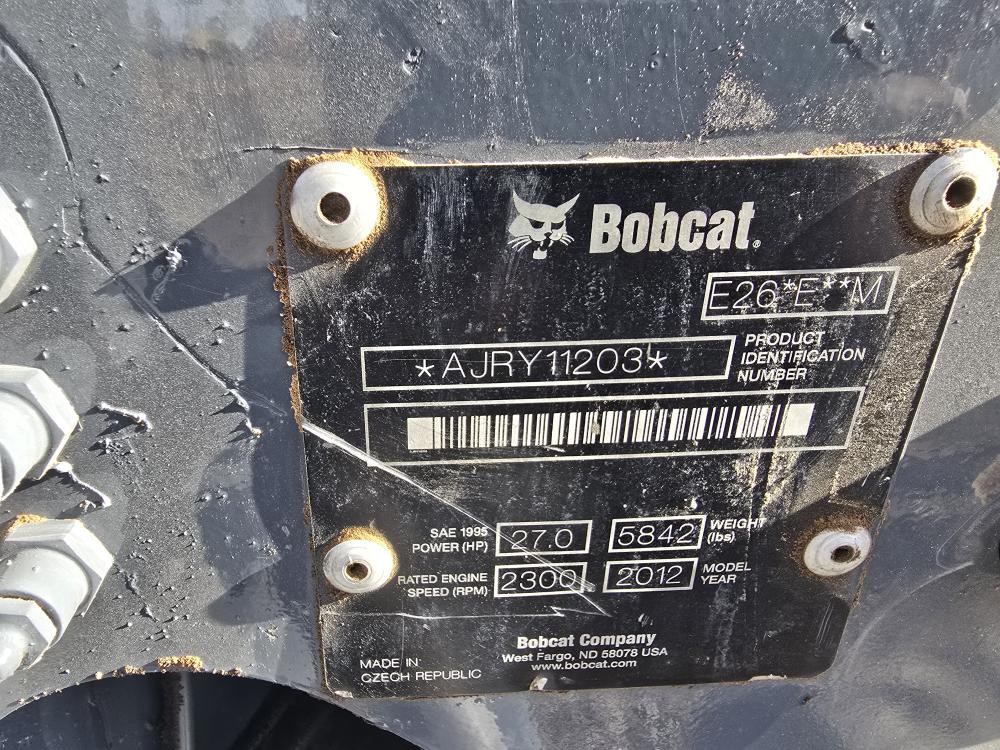 Bobcat®
E26*E**M
*AJRY11203*
PRODUCT
IDENTIFICATION
NUMBER
SAE 1995
POWER (HP)
27.0
5842
WEIGHT
(lbs)
RATED ENGINE
SPEED (RPM)
2300
2012
MODEL
YEAR
Bobcat Company
West Fargo, ND 58078 USA
www.bobcat.com
MADE IN
CZECH REPUBLIC